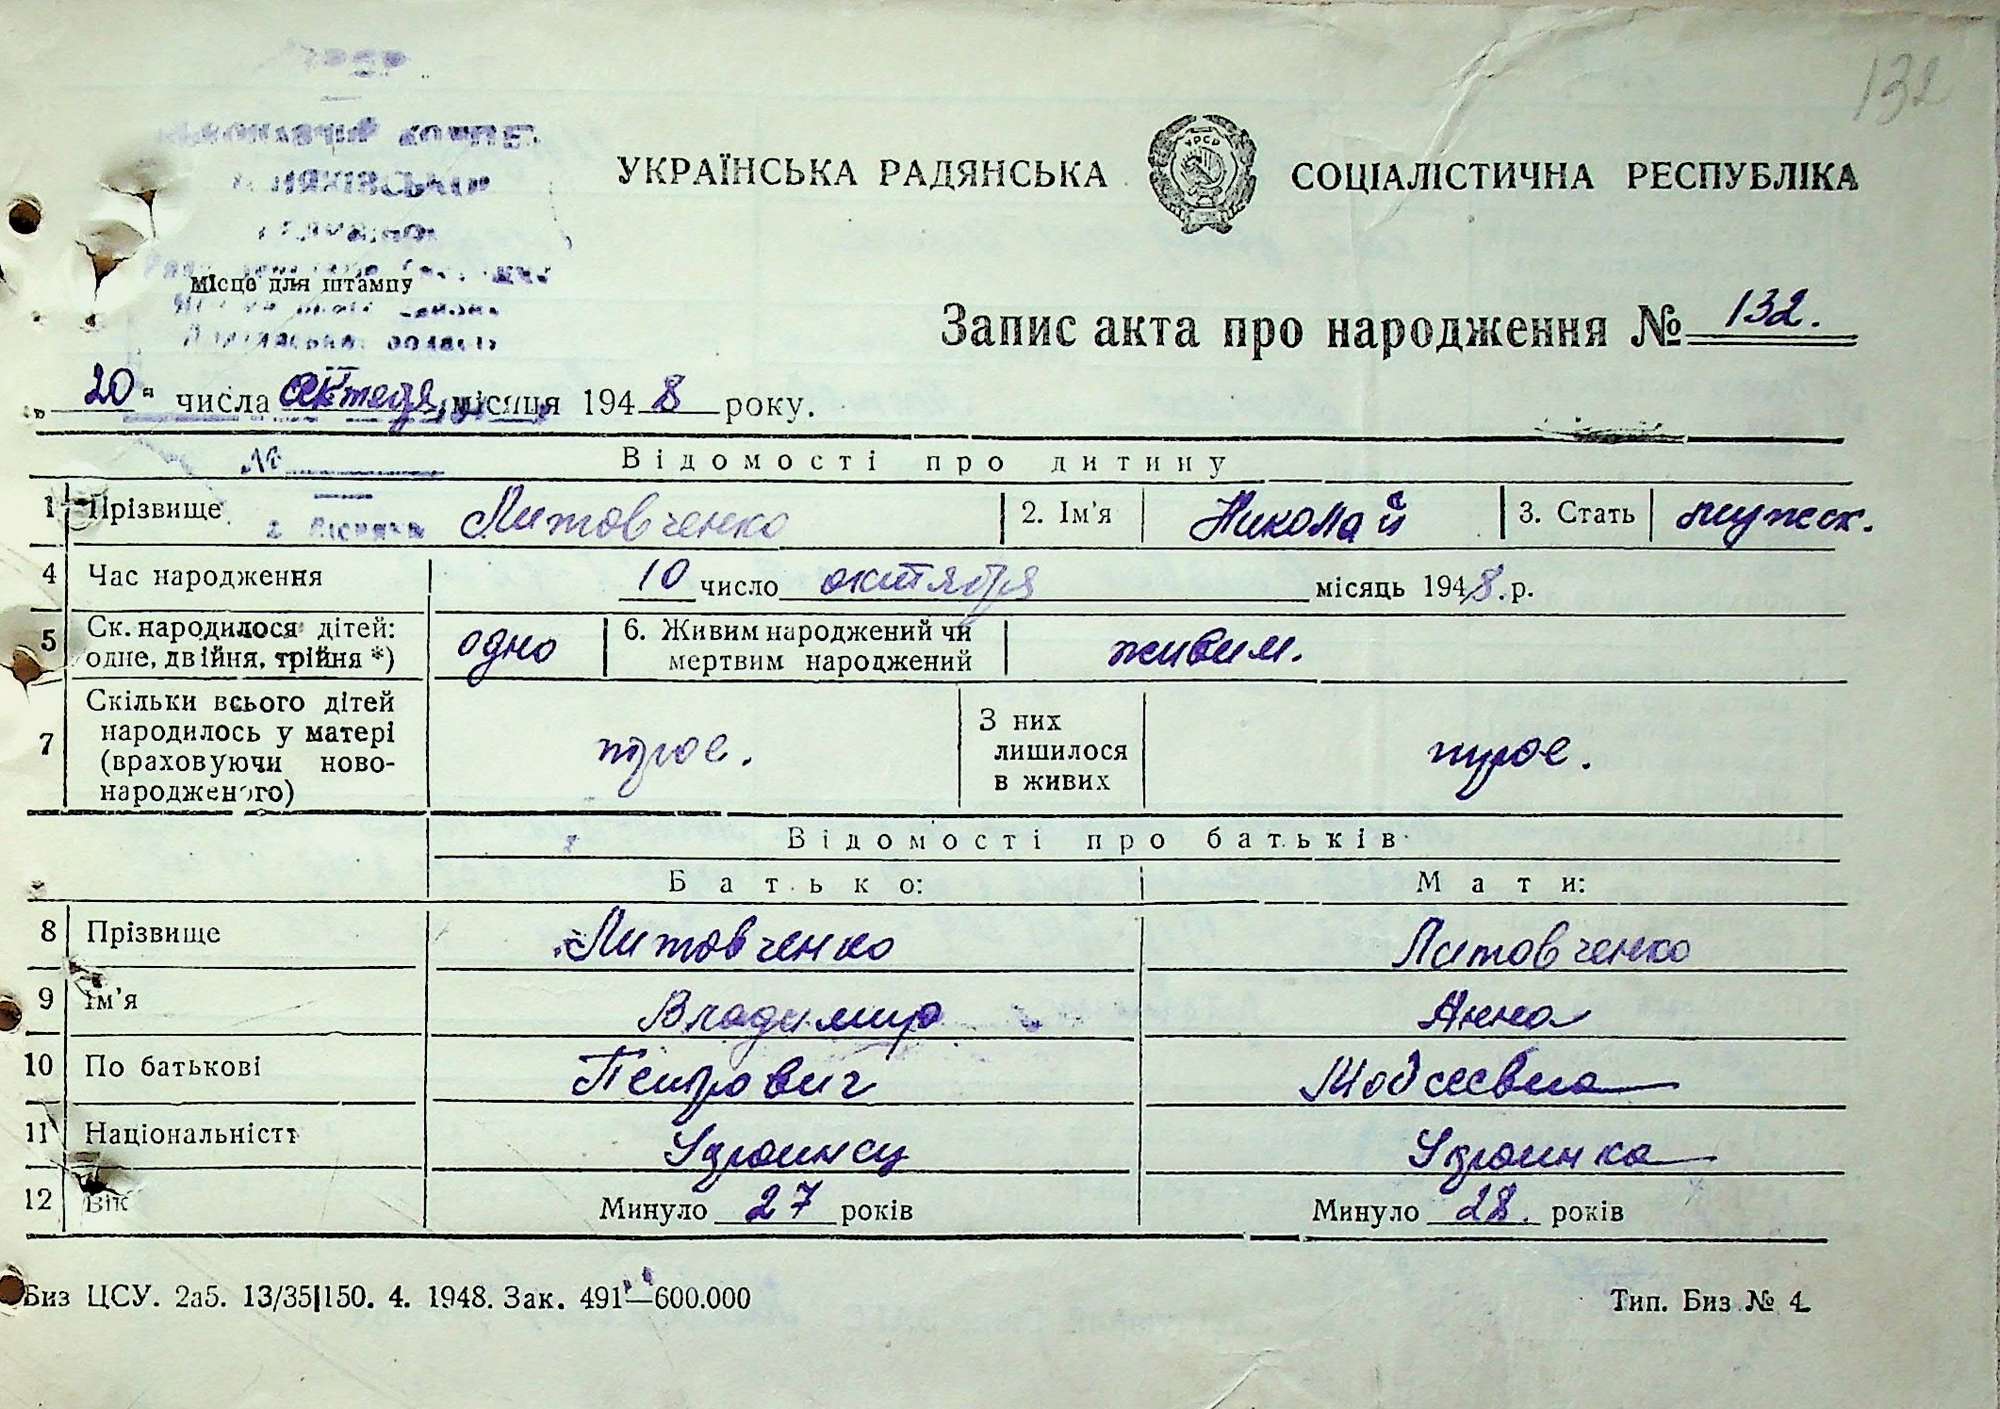 132
УКРАЇНСЬКА РАДЯНСЬКА СОЦІАЛІСТИЧНА РЕСПУБЛІКА
УРСР
Місце для штампу
Запис акта про народження № 132.
„ 20 " числа октября місяця 1948 року.
№
Відомості про дитину
1 Прізвище Литовченко 2. Ім'я Николай 3. Стать мужск.
4 Час народження 10 число октября місяць 1948. р.
5 Ск. народилося дітей: одне, двійня, трійня *) одно 6. Живим народжений чи мертвим народжений живим.
7 Скільки всього дітей народилось у матері (враховуючи новонародженого) З них лишилося в живих
Відомості про батьків
Батько: Мати:
8 Прізвище Литовченко Литовченко
9 Ім'я Владимир Анна
10 По батькові Петрович
11 Національність Украинец Украинка
12 Вік Минуло 27 років Минуло 28. років
Биз ЦСУ. 2а5. 13/35|150. 4. 1948. Зак. 491—600.000 Тип. Биз № 4